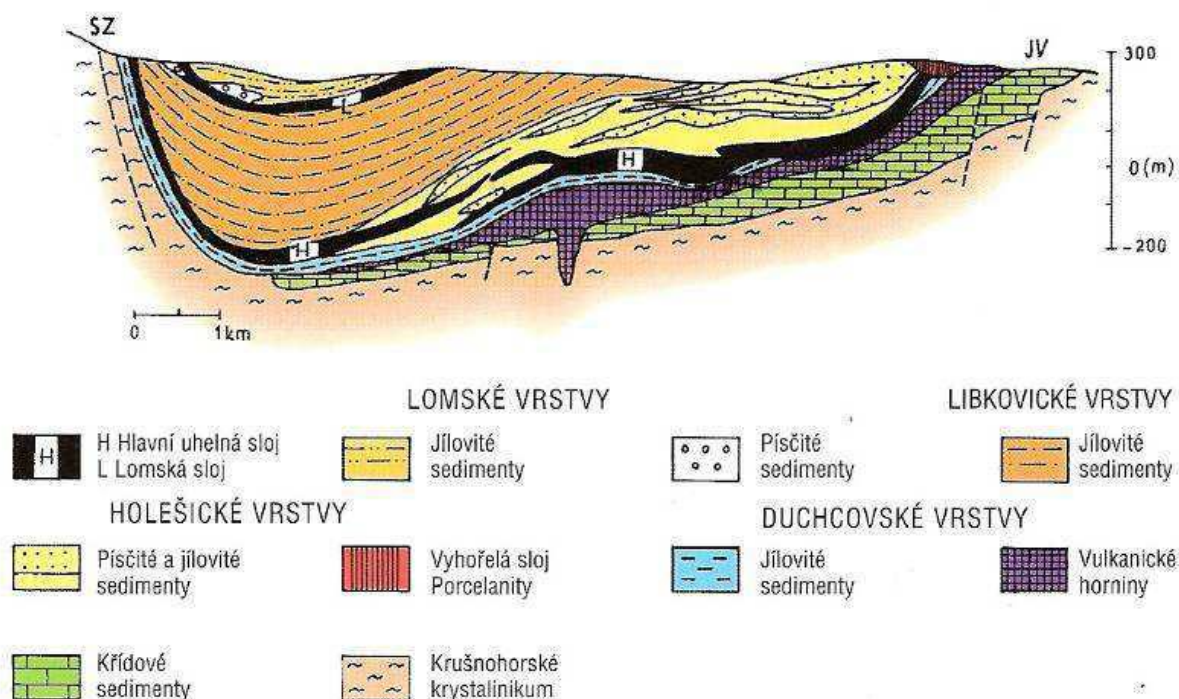 SZ
JV
300
L
H
0 (m)
H
-200
0
1km
LOMSKÉ VRSTVY
LIBKOVICKÉ VRSTVY
H
H Hlavní uhelná sloj
L Lomská sloj
Jílovité
sedimenty
Písčité
sedimenty
Jílovité
sedimenty
HOLEŠICKÉ VRSTVY
DUCHCOVSKÉ VRSTVY
Písčité a jílovité
sedimenty
Vyhořelá sloj
Porcelanity
Jílovité
sedimenty
Vulkanické
horniny
Křídové
sedimenty
Krušnohorské
krystalinikum